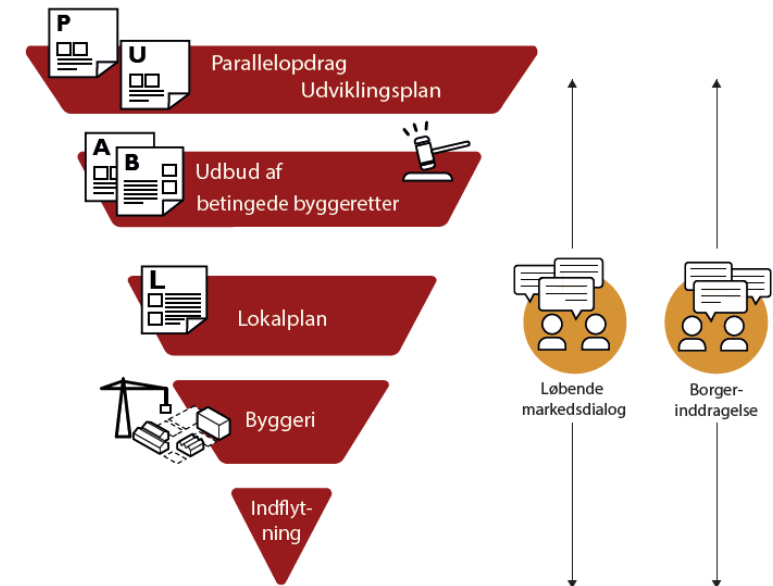 P
U
Parallelopdrag
Udviklingsplan
A
B
Udbud af
betingede byggeretter
L
Lokalplan
Byggeri
Indflyt-
ning
Løbende
markedsdialog
Borger-
inddragelse